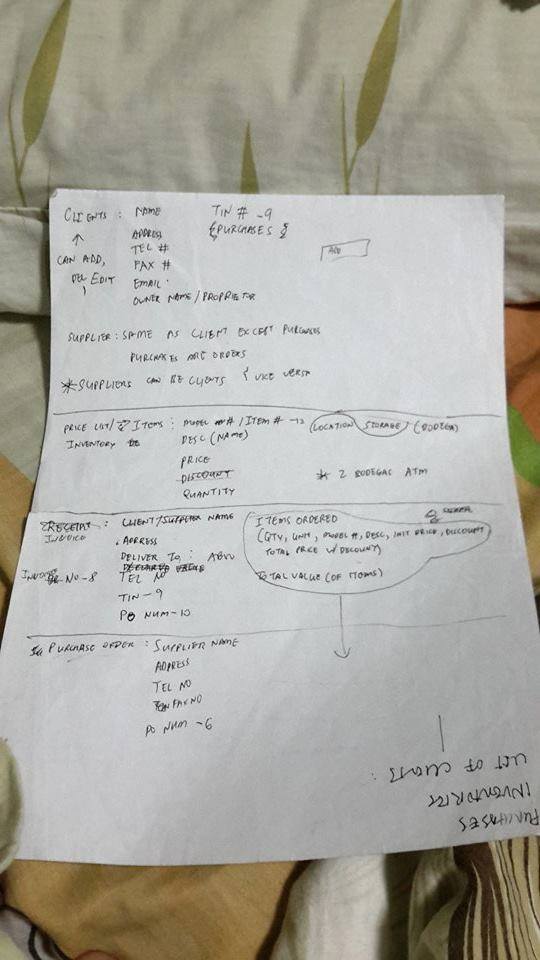 CLIENTS : NAME TIN # -9
ADDRESS {PURCHASES}
↑ TEL # ADD
CAN ADD, FAX #
DEL EDIT EMAIL
OWNER NAME/PROPRIETOR
SUPPLIER : SAME AS CLIENT EXCEPT PURCHASES
PURCHASES ARE ORDERS
* SUPPLIERS CAN BE CLIENTS & VICE VERSA
PRICE LIST/ ITEMS : MODEL #/ITEM # -12 LOCATION STORAGE (BODEGA)
INVENTORY DESC (NAME)
PRICE
DISCOUNT * 2 BODEGAS ATM
QUANTITY
RECEIPT : CLIENT/SUPPLIER NAME
INVOICE ADDRESS
DELIVER TO :
INVOICE NO-8 TEL NO
TIN -9
PO NUM-10
ITEMS ORDERED
(QTY, UNIT, MODEL #, DESC, UNIT PRICE, DISCOUNT
TOTAL PRICE W/ DISCOUNT)
TOTAL VALUE (OF ITEMS)
PURCHASE ORDER : SUPPLIER NAME
ADDRESS
TEL NO
FAX NO
PO NUM -6
LIST OF CLIENTS :
INVENTORIES
PURCHASES